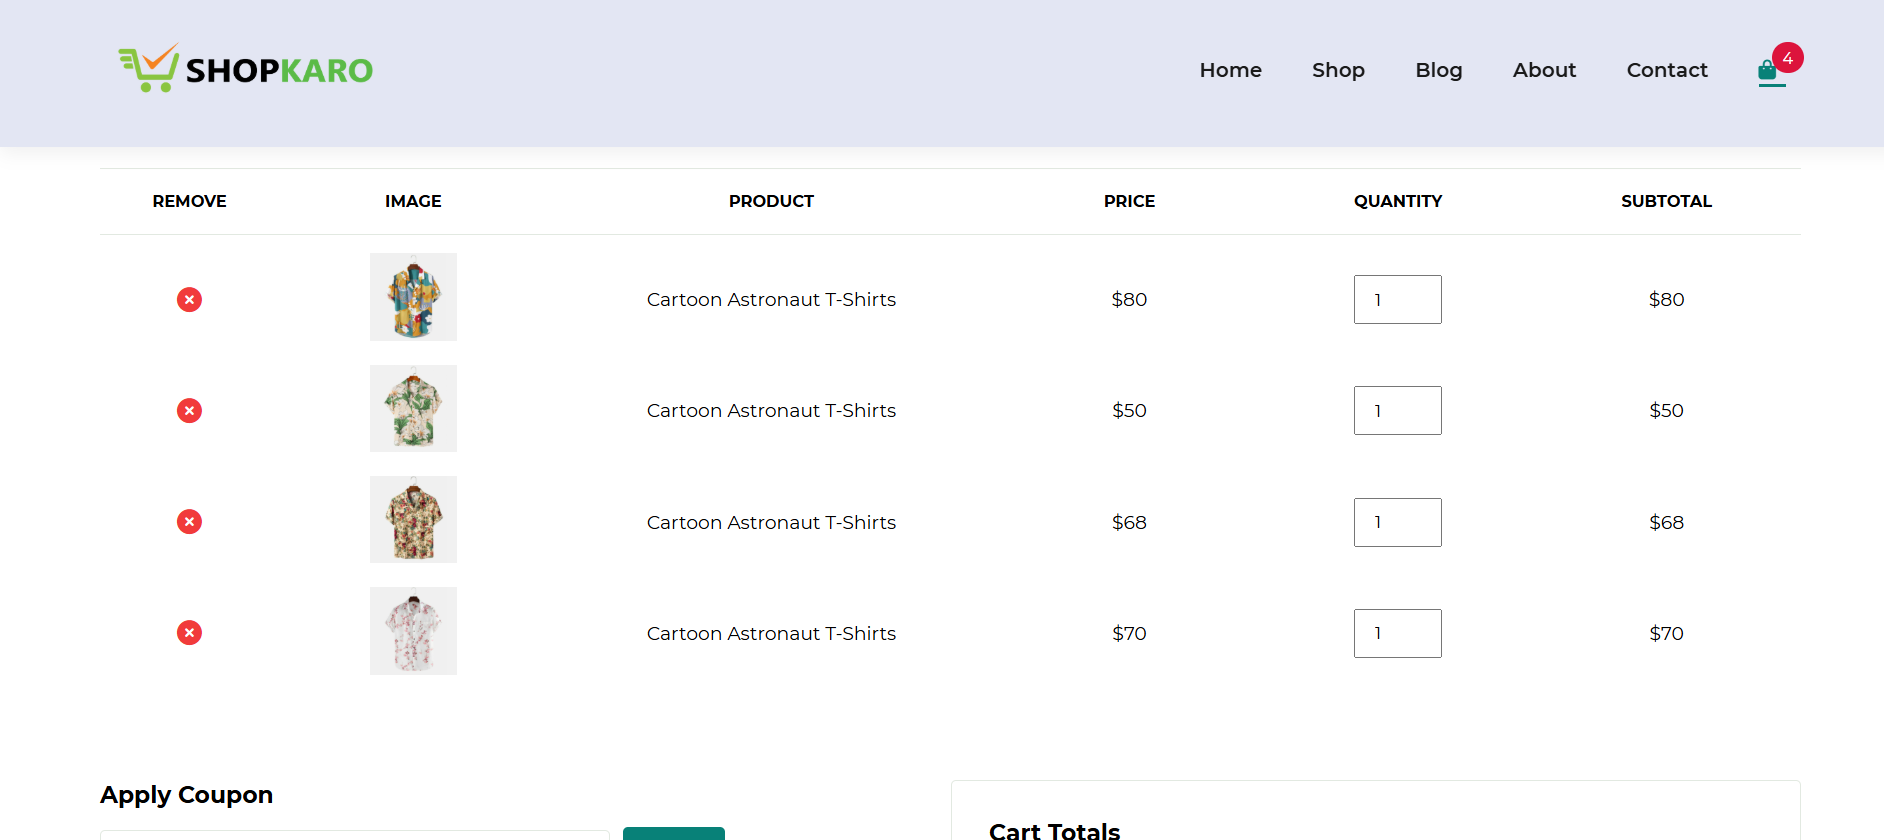 SHOPKARO
Home Shop Blog About Contact 4
REMOVE IMAGE PRODUCT PRICE QUANTITY SUBTOTAL
Cartoon Astronaut T-Shirts $80 1 $80
Cartoon Astronaut T-Shirts $50 1 $50
Cartoon Astronaut T-Shirts $68 1 $68
Cartoon Astronaut T-Shirts $70 1 $70
Apply Coupon
Cart Totals